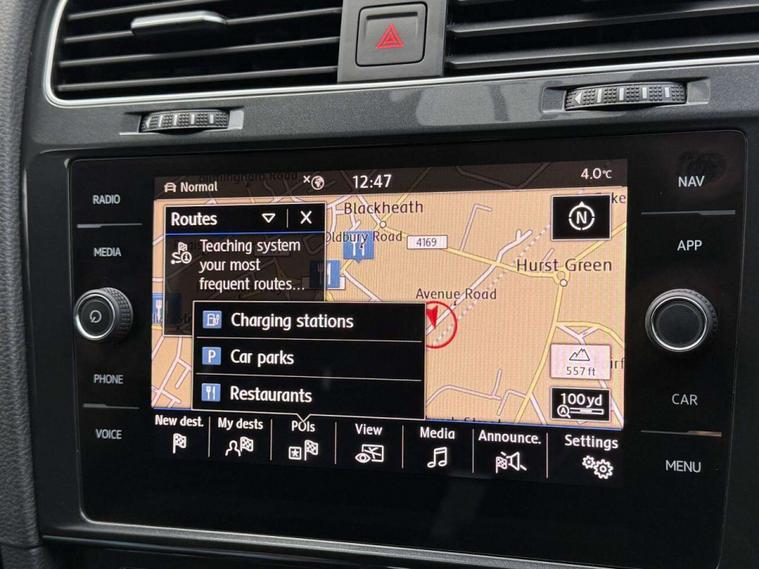 RADIO
MEDIA
PHONE
VOICE
NAV
APP
CAR
MENU
Normal
12:47
4.0°C
Routes
X
Teaching system
your most
frequent routes...
Blackheath
Oldbury Road
4169
N
Hurst Green
Avenue Road
557 ft
100 yd
A
Charging stations
P Car parks
Restaurants
New dest.
My dests
POIs
View
Media
Announce.
Settings